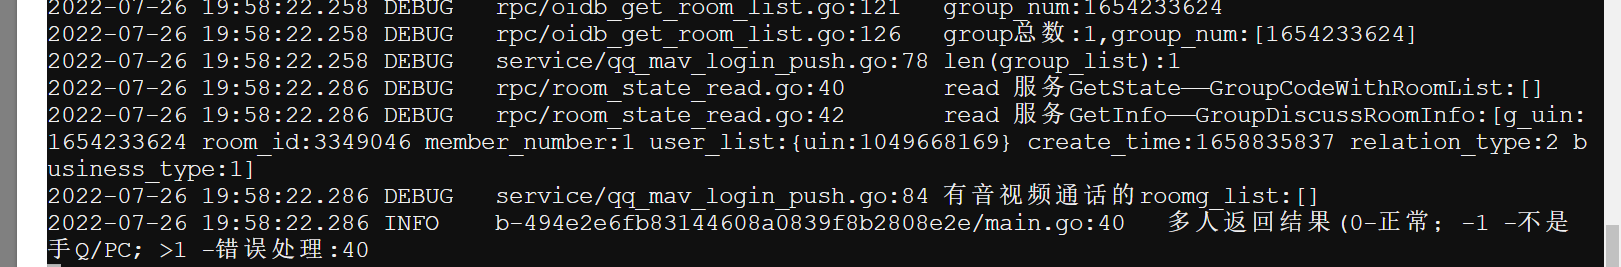 2022-07-26 19:58:22.258 DEBUG   rpc/oidb_get_room_list.go:121   group_num:1654233624
2022-07-26 19:58:22.258 DEBUG   rpc/oidb_get_room_list.go:126   group总数:1,group_num:[1654233624]
2022-07-26 19:58:22.258 DEBUG   service/qq_mav_login_push.go:78 len(group_list):1
2022-07-26 19:58:22.286 DEBUG   rpc/room_state_read.go:40       read 服务GetState——GroupCodeWithRoomList:[]
2022-07-26 19:58:22.286 DEBUG   rpc/room_state_read.go:42       read 服务GetInfo——GroupDiscussRoomInfo:[g_uin:
1654233624 room_id:3349046 member_number:1 user_list:{uin:1049668169} create_time:1658835837 relation_type:2 b
usiness_type:1]
2022-07-26 19:58:22.286 DEBUG   service/qq_mav_login_push.go:84 有音视频通话的roomg_list:[]
2022-07-26 19:58:22.286 INFO    b-494e2e6fb83144608a0839f8b2808e2e/main.go:40   多人返回结果(0-正常; -1 -不是
手Q/PC; >1 -错误处理:40